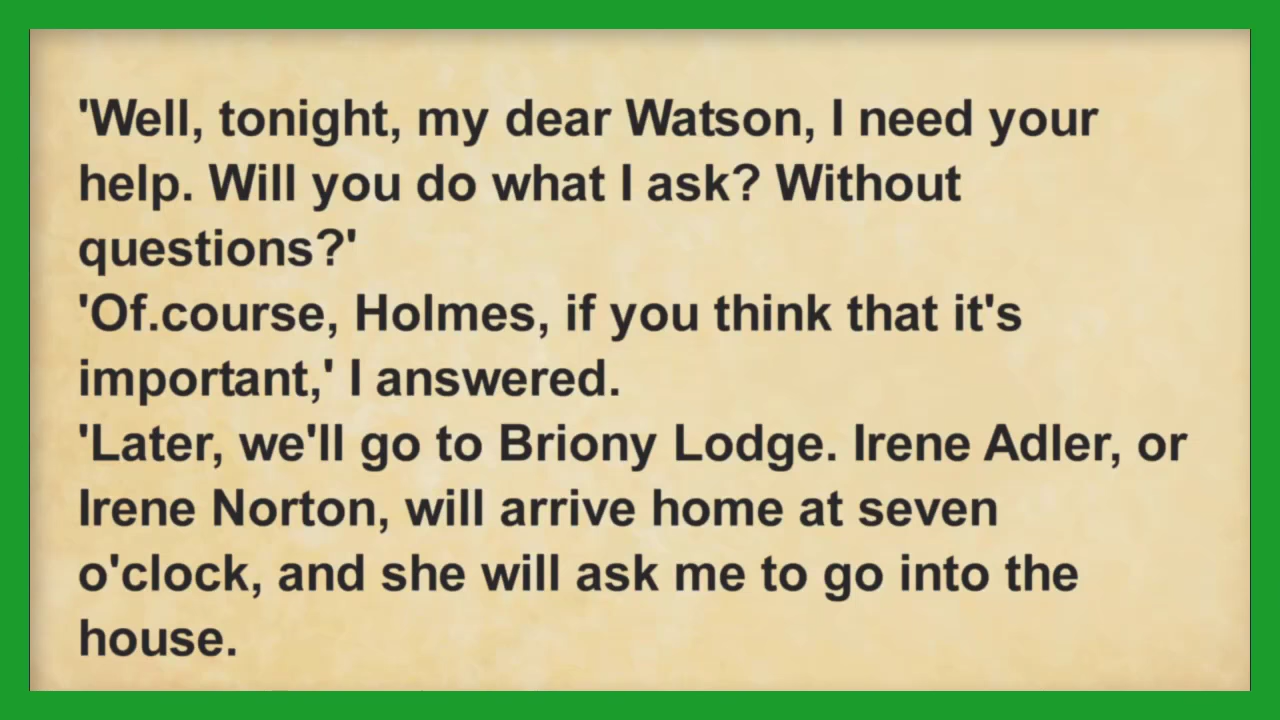 'Well, tonight, my dear Watson, I need your
help. Will you do what I ask? Without
questions?'
'Of.course, Holmes, if you think that it's
important,' I answered.
'Later, we'll go to Briony Lodge. Irene Adler, or
Irene Norton, will arrive home at seven
o'clock, and she will ask me to go into the
house.